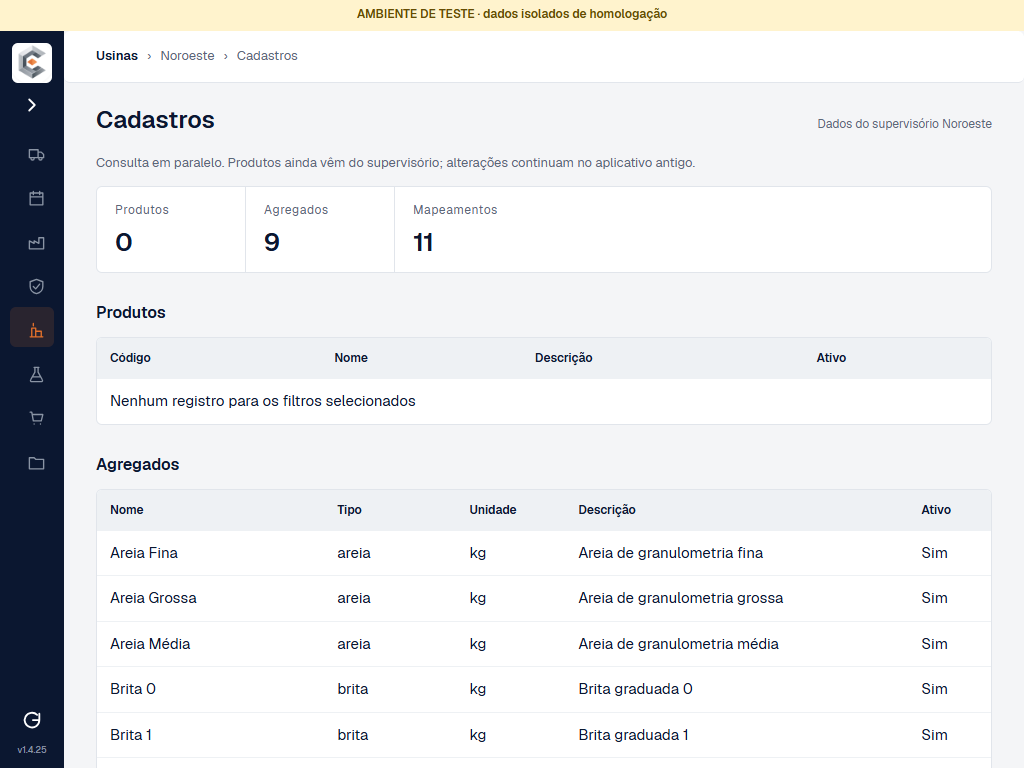 AMBIENTE DE TESTE · dados isolados de homologação
Usinas › Noroeste › Cadastros
Cadastros
Dados do supervisório Noroeste
Consulta em paralelo. Produtos ainda vêm do supervisório; alterações continuam no aplicativo antigo.
Produtos Agregados Mapeamentos
0 9 11
Produtos
Código Nome Descrição Ativo
Nenhum registro para os filtros selecionados
Agregados
Nome Tipo Unidade Descrição Ativo
Areia Fina areia kg Areia de granulometria fina Sim
Areia Grossa areia kg Areia de granulometria grossa Sim
Areia Média areia kg Areia de granulometria média Sim
Brita 0 brita kg Brita graduada 0 Sim
Brita 1 brita kg Brita graduada 1 Sim
v1.4.25